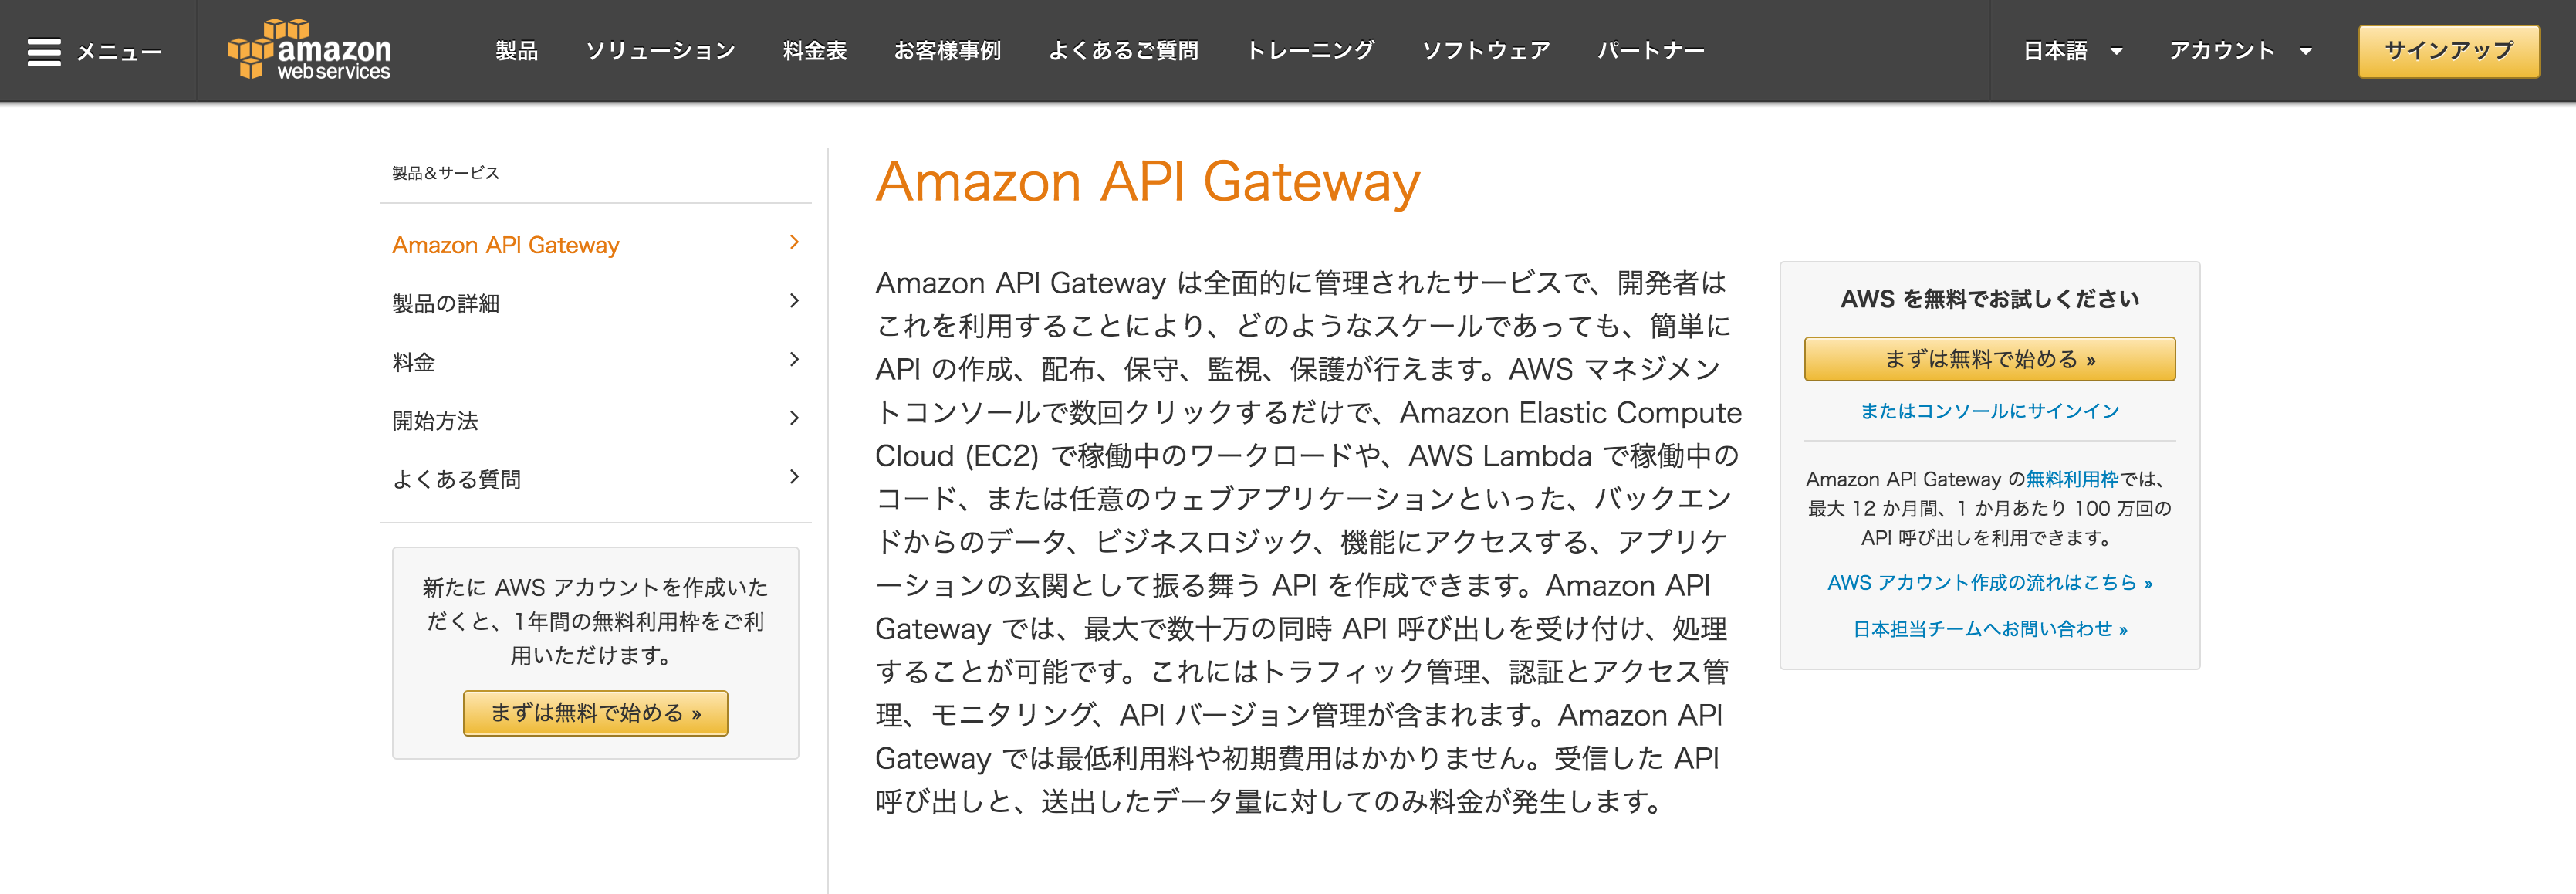 メニュー
amazon
web services
製品 ソリューション 料金表 お客様事例 よくあるご質問 トレーニング ソフトウェア パートナー
日本語 アカウント サインアップ
製品&サービス
Amazon API Gateway
製品の詳細
料金
開始方法
よくある質問
新たに AWS アカウントを作成いた
だくと、1年間の無料利用枠をご利
用いただけます。
まずは無料で始める »
Amazon API Gateway
Amazon API Gateway は全面的に管理されたサービスで、開発者は
これを利用することにより、どのようなスケールであっても、簡単に
API の作成、配布、保守、監視、保護が行えます。AWS マネジメン
トコンソールで数回クリックするだけで、Amazon Elastic Compute
Cloud (EC2) で稼働中のワークロードや、AWS Lambda で稼働中の
コード、または任意のウェブアプリケーションといった、バックエン
ドからのデータ、ビジネスロジック、機能にアクセスする、アプリケ
ーションの玄関として振る舞う API を作成できます。Amazon API
Gateway では、最大で数十万の同時 API 呼び出しを受け付け、処理
することが可能です。これにはトラフィック管理、認証とアクセス管
理、モニタリング、API バージョン管理が含まれます。Amazon API
Gateway では最低利用料や初期費用はかかりません。受信した API
呼び出しと、送出したデータ量に対してのみ料金が発生します。
AWS を無料でお試しください
まずは無料で始める »
またはコンソールにサインイン
Amazon API Gateway の無料利用枠では、
最大 12 か月間、1 か月あたり 100 万回の
API 呼び出しを利用できます。
AWS アカウント作成の流れはこちら »
日本担当チームへお問い合わせ »